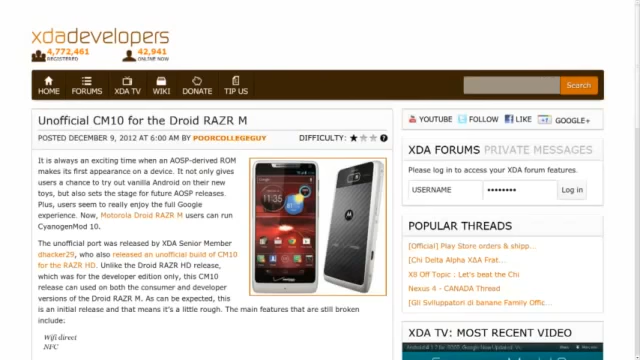 xdadevelopers
4,772,461
REGISTERED
42,941
ONLINE NOW
HOME
FORUMS
XDA TV
WIKI
DONATE
TIP US
Search
Unofficial CM10 for the Droid RAZR M
POSTED DECEMBER 9, 2012 AT 6:00 AM BY POORCOLLEGEGUY
DIFFICULTY:
It is always an exciting time when an AOSP-derived ROM
makes its first appearance on a device. It not only gives
users a chance to try out vanilla Android on their new
toys, but also sets the stage for future AOSP releases.
Plus, users seem to really enjoy the full Google
experience. Now, Motorola Droid RAZR M users can run
CyanogenMod 10.
The unofficial port was released by XDA Senior Member
dhacker29, who also released an unofficial build of CM10
for the RAZR HD. Unlike the Droid RAZR HD release,
which was for the developer edition only, this CM10
release can used on both the consumer and developer
versions of the Droid RAZR M. As can be expected, this
is an initial release and that means it's a little rough. The main features that are still broken
include:
Wifi direct
NFC
YOUTUBE
FOLLOW
LIKE
GOOGLE+
XDA FORUMS PRIVATE MESSAGES
Please log in to access your XDA forum features.
USERNAME
••••••••
Log in
POPULAR THREADS
[Official] Play Store orders & shipp...
[Chi Delta Alpha ΧΔΑ Frat...
X8 Off Topic : Let's beat the Chi
Nexus 4 - CANADA Thread
[Gli Sviluppatori di banane Family Offic...
XDA TV: MOST RECENT VIDEO